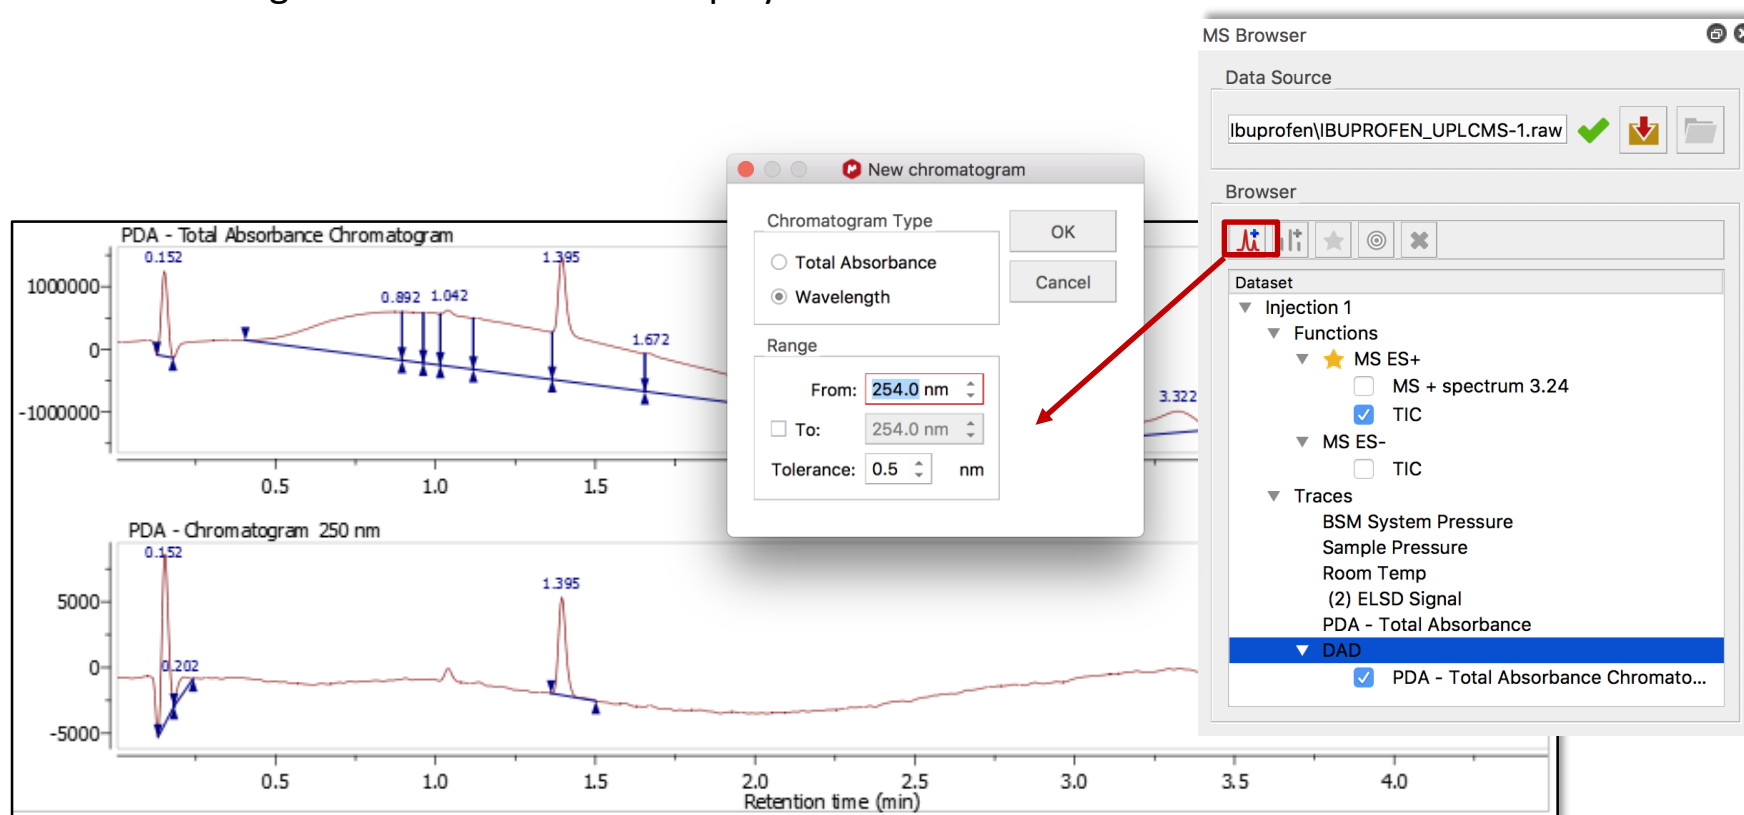 MS Browser
Data Source
Ibuprofen\IBUPROFEN_UPLCMS-1.raw
Browser
Dataset
Injection 1
Functions
MS ES+
MS + spectrum 3.24
TIC
MS ES-
TIC
Traces
BSM System Pressure
Sample Pressure
Room Temp
(2) ELSD Signal
PDA - Total Absorbance
DAD
PDA - Total Absorbance Chromato...
New chromatogram
Chromatogram Type
Total Absorbance
Wavelength
OK
Cancel
Range
From: 254.0 nm
To: 254.0 nm
Tolerance: 0.5 nm
PDA - Total Absorbance Chromatogram
0.152
0.892 1.042
1.395
1.672
3.322
1000000
0
-1000000
0.5 1.0 1.5
PDA - Chromatogram 250 nm
0.152
0.202
1.395
5000
0
-5000
0.5 1.0 1.5 2.0 2.5 3.0 3.5 4.0
Retention time (min)